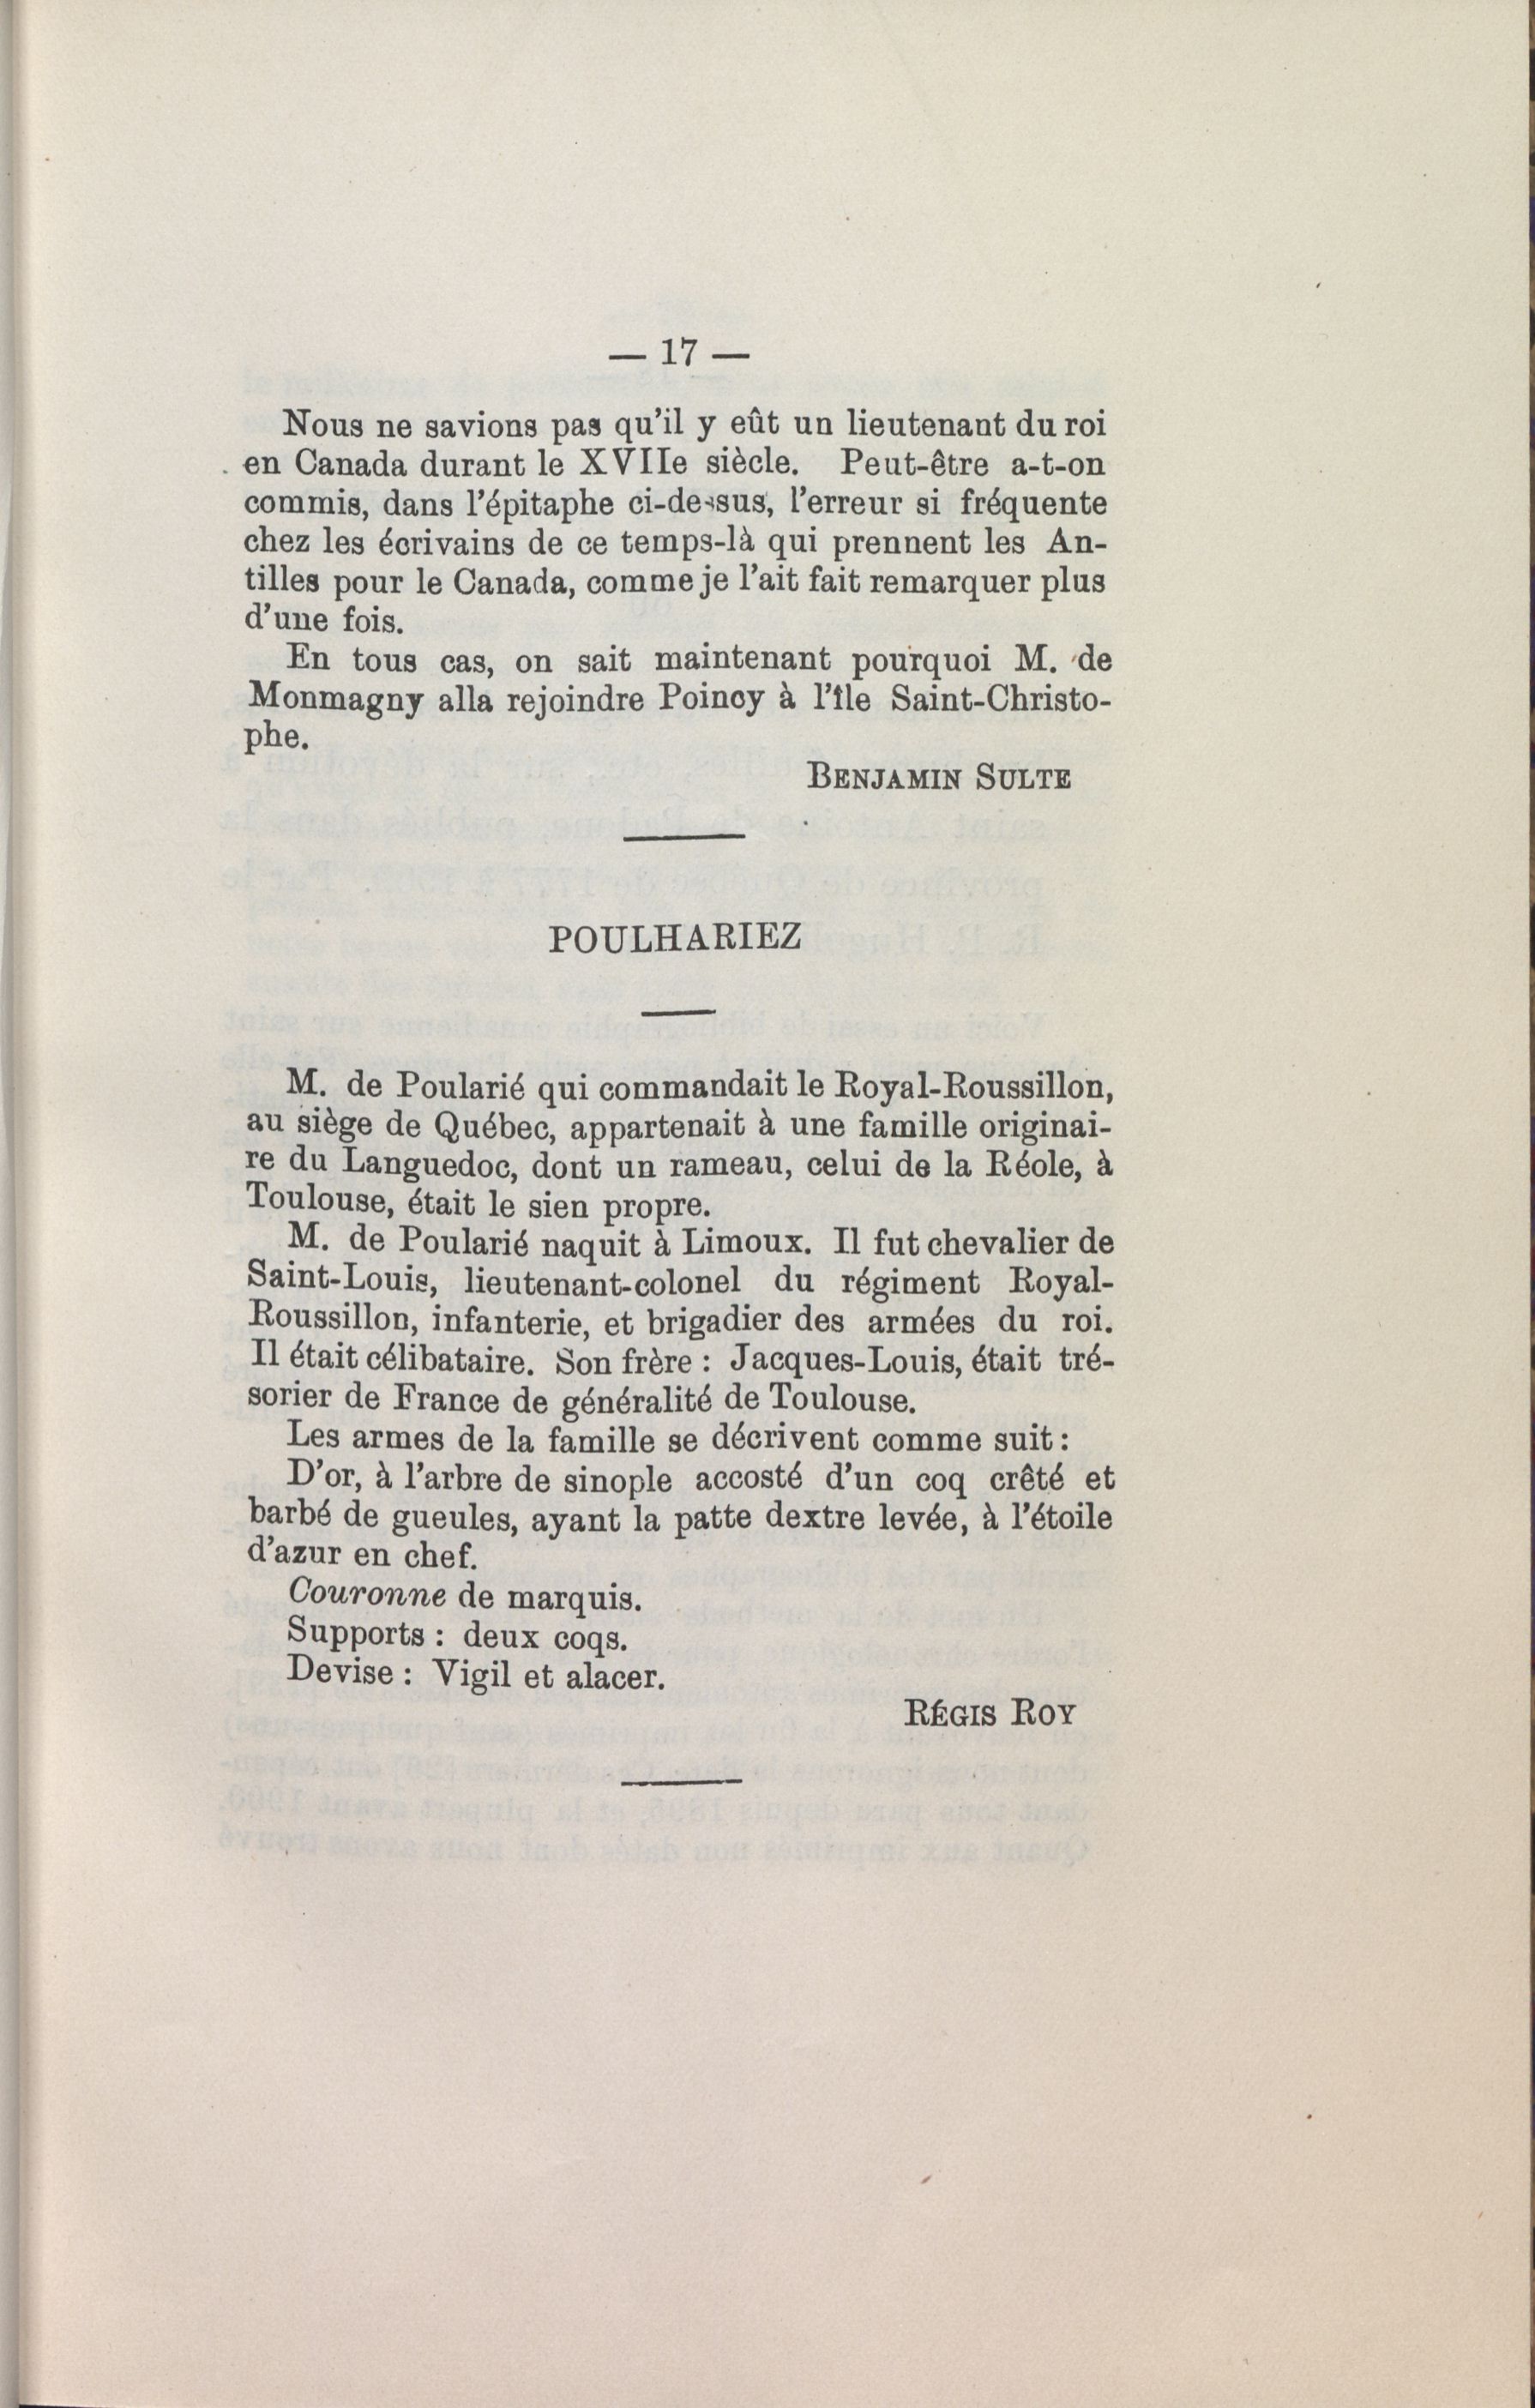 — 17 —
Nous ne savions pas qu'il y eût un lieutenant du roi
en Canada durant le XVIIe siècle. Peut-être a-t-on
commis, dans l'épitaphe ci-dessus, l'erreur si fréquente
chez les écrivains de ce temps-là qui prennent les An-
tilles pour le Canada, comme je l'ait fait remarquer plus
d'une fois.
En tous cas, on sait maintenant pourquoi M. de
Monmagny alla rejoindre Poincy à l'île Saint-Christo-
phe.
BENJAMIN SULTE
POULHARIEZ
M. de Poularié qui commandait le Royal-Roussillon,
au siège de Québec, appartenait à une famille originai-
re du Languedoc, dont un rameau, celui de la Réole, à
Toulouse, était le sien propre.
M. de Poularié naquit à Limoux. Il fut chevalier de
Saint-Louis, lieutenant-colonel du régiment Royal-
Roussillon, infanterie, et brigadier des armées du roi.
Il était célibataire. Son frère : Jacques-Louis, était tré-
sorier de France de généralité de Toulouse.
Les armes de la famille se décrivent comme suit :
D'or, à l'arbre de sinople accosté d'un coq crêté et
barbé de gueules, ayant la patte dextre levée, à l'étoile
d'azur en chef.
Couronne de marquis.
Supports : deux coqs.
Devise : Vigil et alacer.
RÉGIS ROY